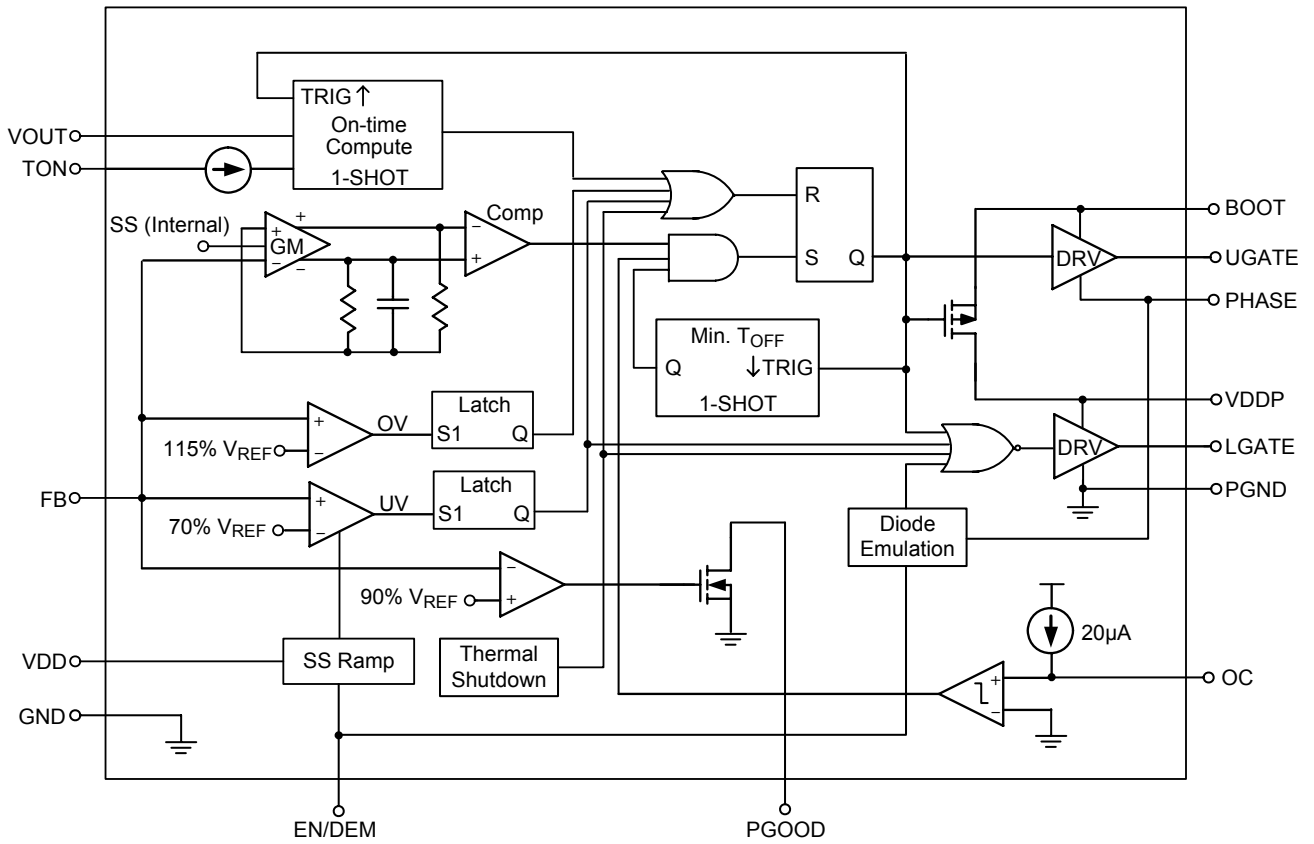 TRIG ↑
On-time
Compute
1-SHOT
VOUT
TON
SS (Internal)
+
+
GM
−
−
Comp
−
+
R
S Q
BOOT
DRV
UGATE
PHASE
Min. TOFF
Q ↓TRIG
1-SHOT
VDDP
DRV
LGATE
PGND
+
−
115% VREF
OV
Latch
S1 Q
FB
+
−
70% VREF
UV
Latch
S1 Q
Diode
Emulation
−
+
90% VREF
20µA
VDD
SS Ramp
Thermal
Shutdown
+
−
OC
GND
EN/DEM
PGOOD